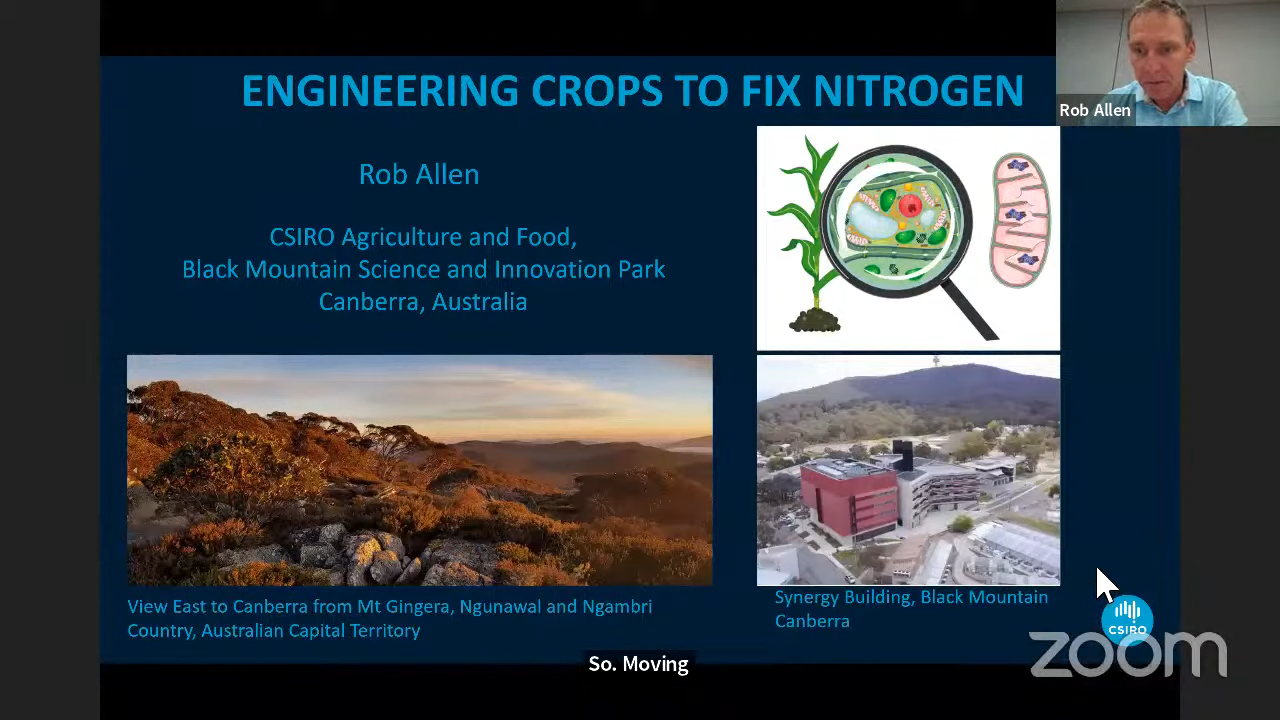 ENGINEERING CROPS TO FIX NITROGEN
Rob Allen
Rob Allen
CSIRO Agriculture and Food,
Black Mountain Science and Innovation Park
Canberra, Australia
View East to Canberra from Mt Gingera, Ngunawal and Ngambri
Country, Australian Capital Territory
Synergy Building, Black Mountain
Canberra
CSIRO
zoom
So. Moving